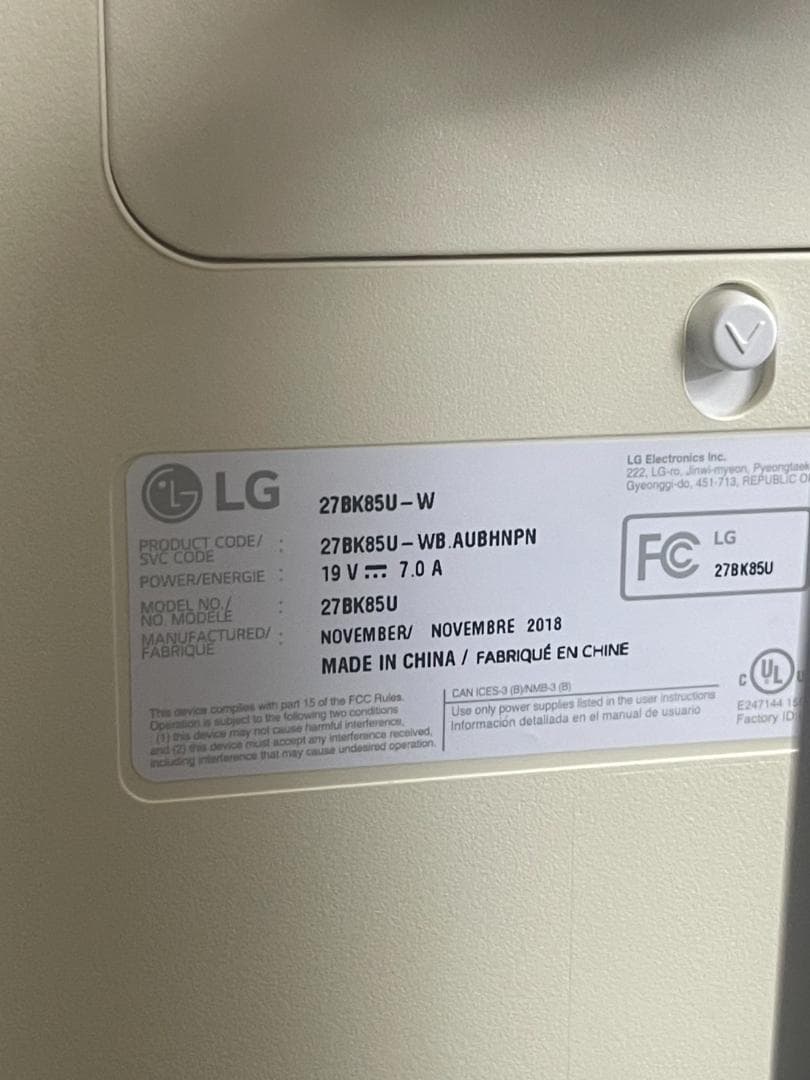 LG
27BK85U-W
PRODUCT CODE/ SVC CODE : 27BK85U-WB.AUBHNPN
POWER/ENERGIE : 19 V ⎓ 7.0 A
MODEL NO./ NO. MODÈLE : 27BK85U
MANUFACTURED/ FABRIQUÉ : NOVEMBER/ NOVEMBRE 2018
MADE IN CHINA / FABRIQUÉ EN CHINE
This device complies with part 15 of the FCC Rules.
Operation is subject to the following two conditions
(1) this device may not cause harmful interference,
and (2) this device must accept any interference received,
including interference that may cause undesired operation.
CAN ICES-3 (B)/NMB-3 (B)
Use only power supplies listed in the user instructions
Información detallada en el manual de usuario
LG Electronics Inc.
222, LG-ro, Jinwi-myeon, Pyeongtaek
Gyeonggi-do, 451-713, REPUBLIC
FC LG
27BK85U
C UL
E247144
Factory ID